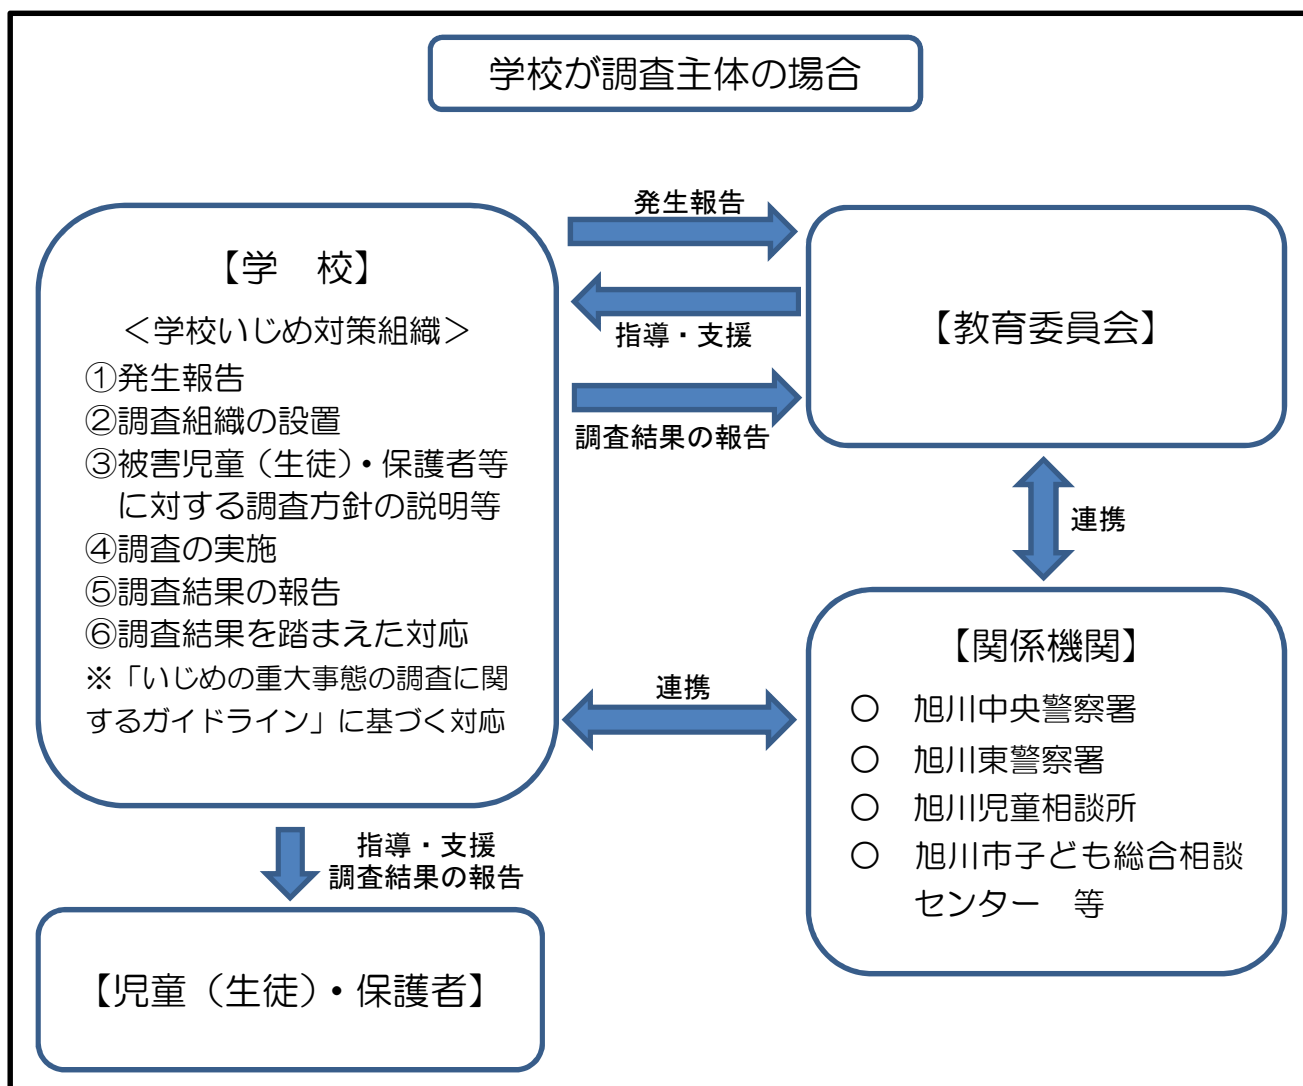 学校が調査主体の場合
【学　校】
＜学校いじめ対策組織＞
①発生報告
②調査組織の設置
③被害児童（生徒）・保護者等
に対する調査方針の説明等
④調査の実施
⑤調査結果の報告
⑥調査結果を踏まえた対応
※「いじめの重大事態の調査に関
するガイドライン」に基づく対応
発生報告
指導・支援
調査結果の報告
【教育委員会】
連携
連携
【関係機関】
○　旭川中央警察署
○　旭川東警察署
○　旭川児童相談所
○　旭川市子ども総合相談
センター　等
指導・支援
調査結果の報告
【児童（生徒）・保護者】